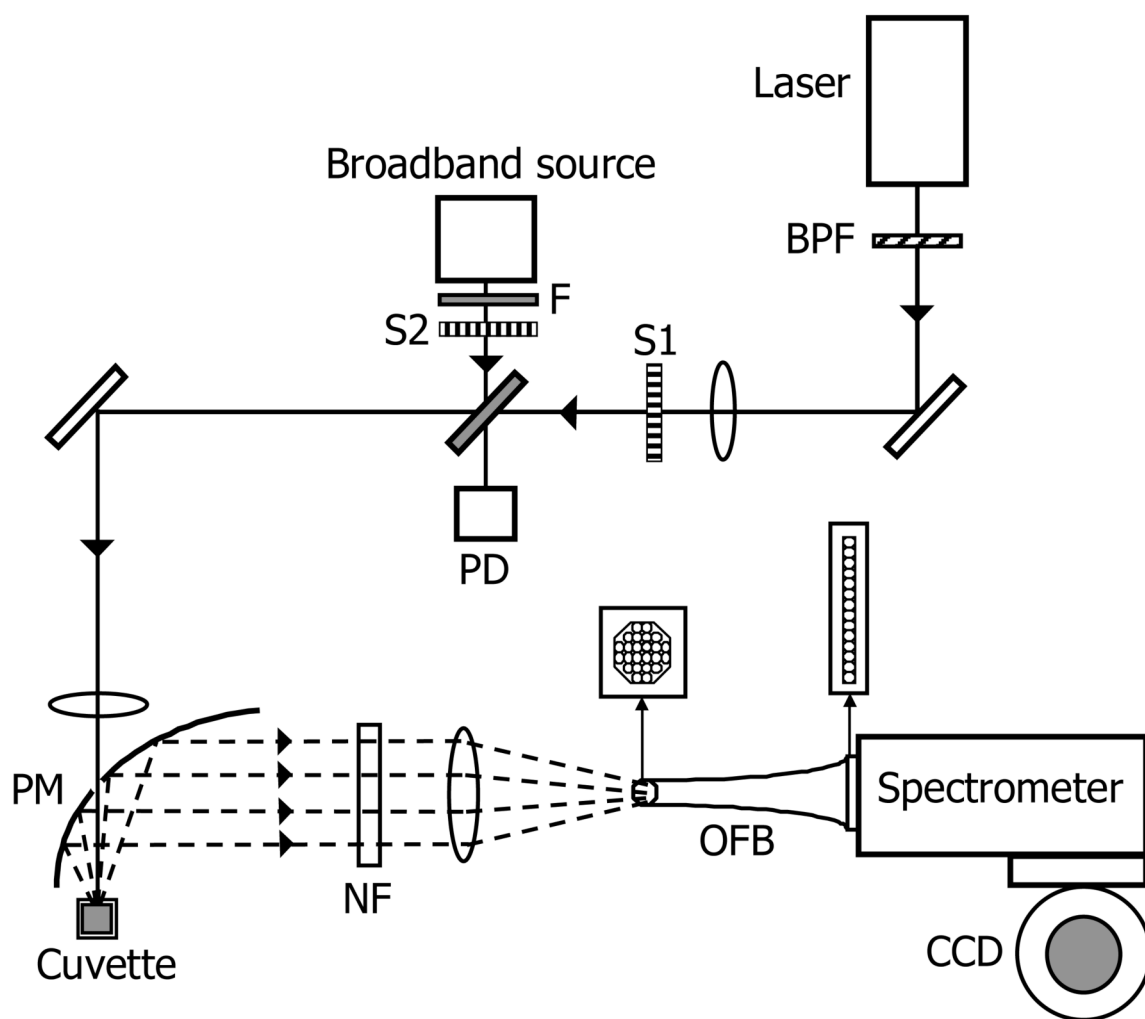 Laser
Broadband source
BPF
F
S2
S1
PD
PM
Spectrometer
OFB
NF
CCD
Cuvette